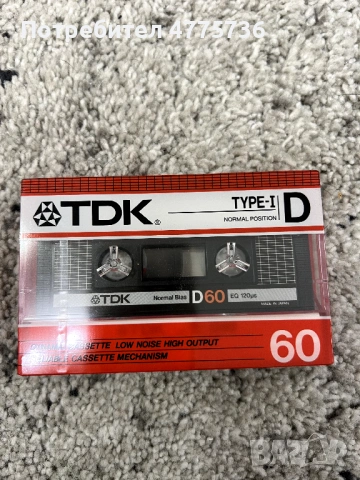 Потребител 4775736
TDK®
TYPE-I
NORMAL POSITION
D
TDK
Normal Bias
D60
EQ 120µs
MADE IN JAPAN
CASSETTE LOW NOISE HIGH OUTPUT
CASSETTE MECHANISM
60
BAZAR